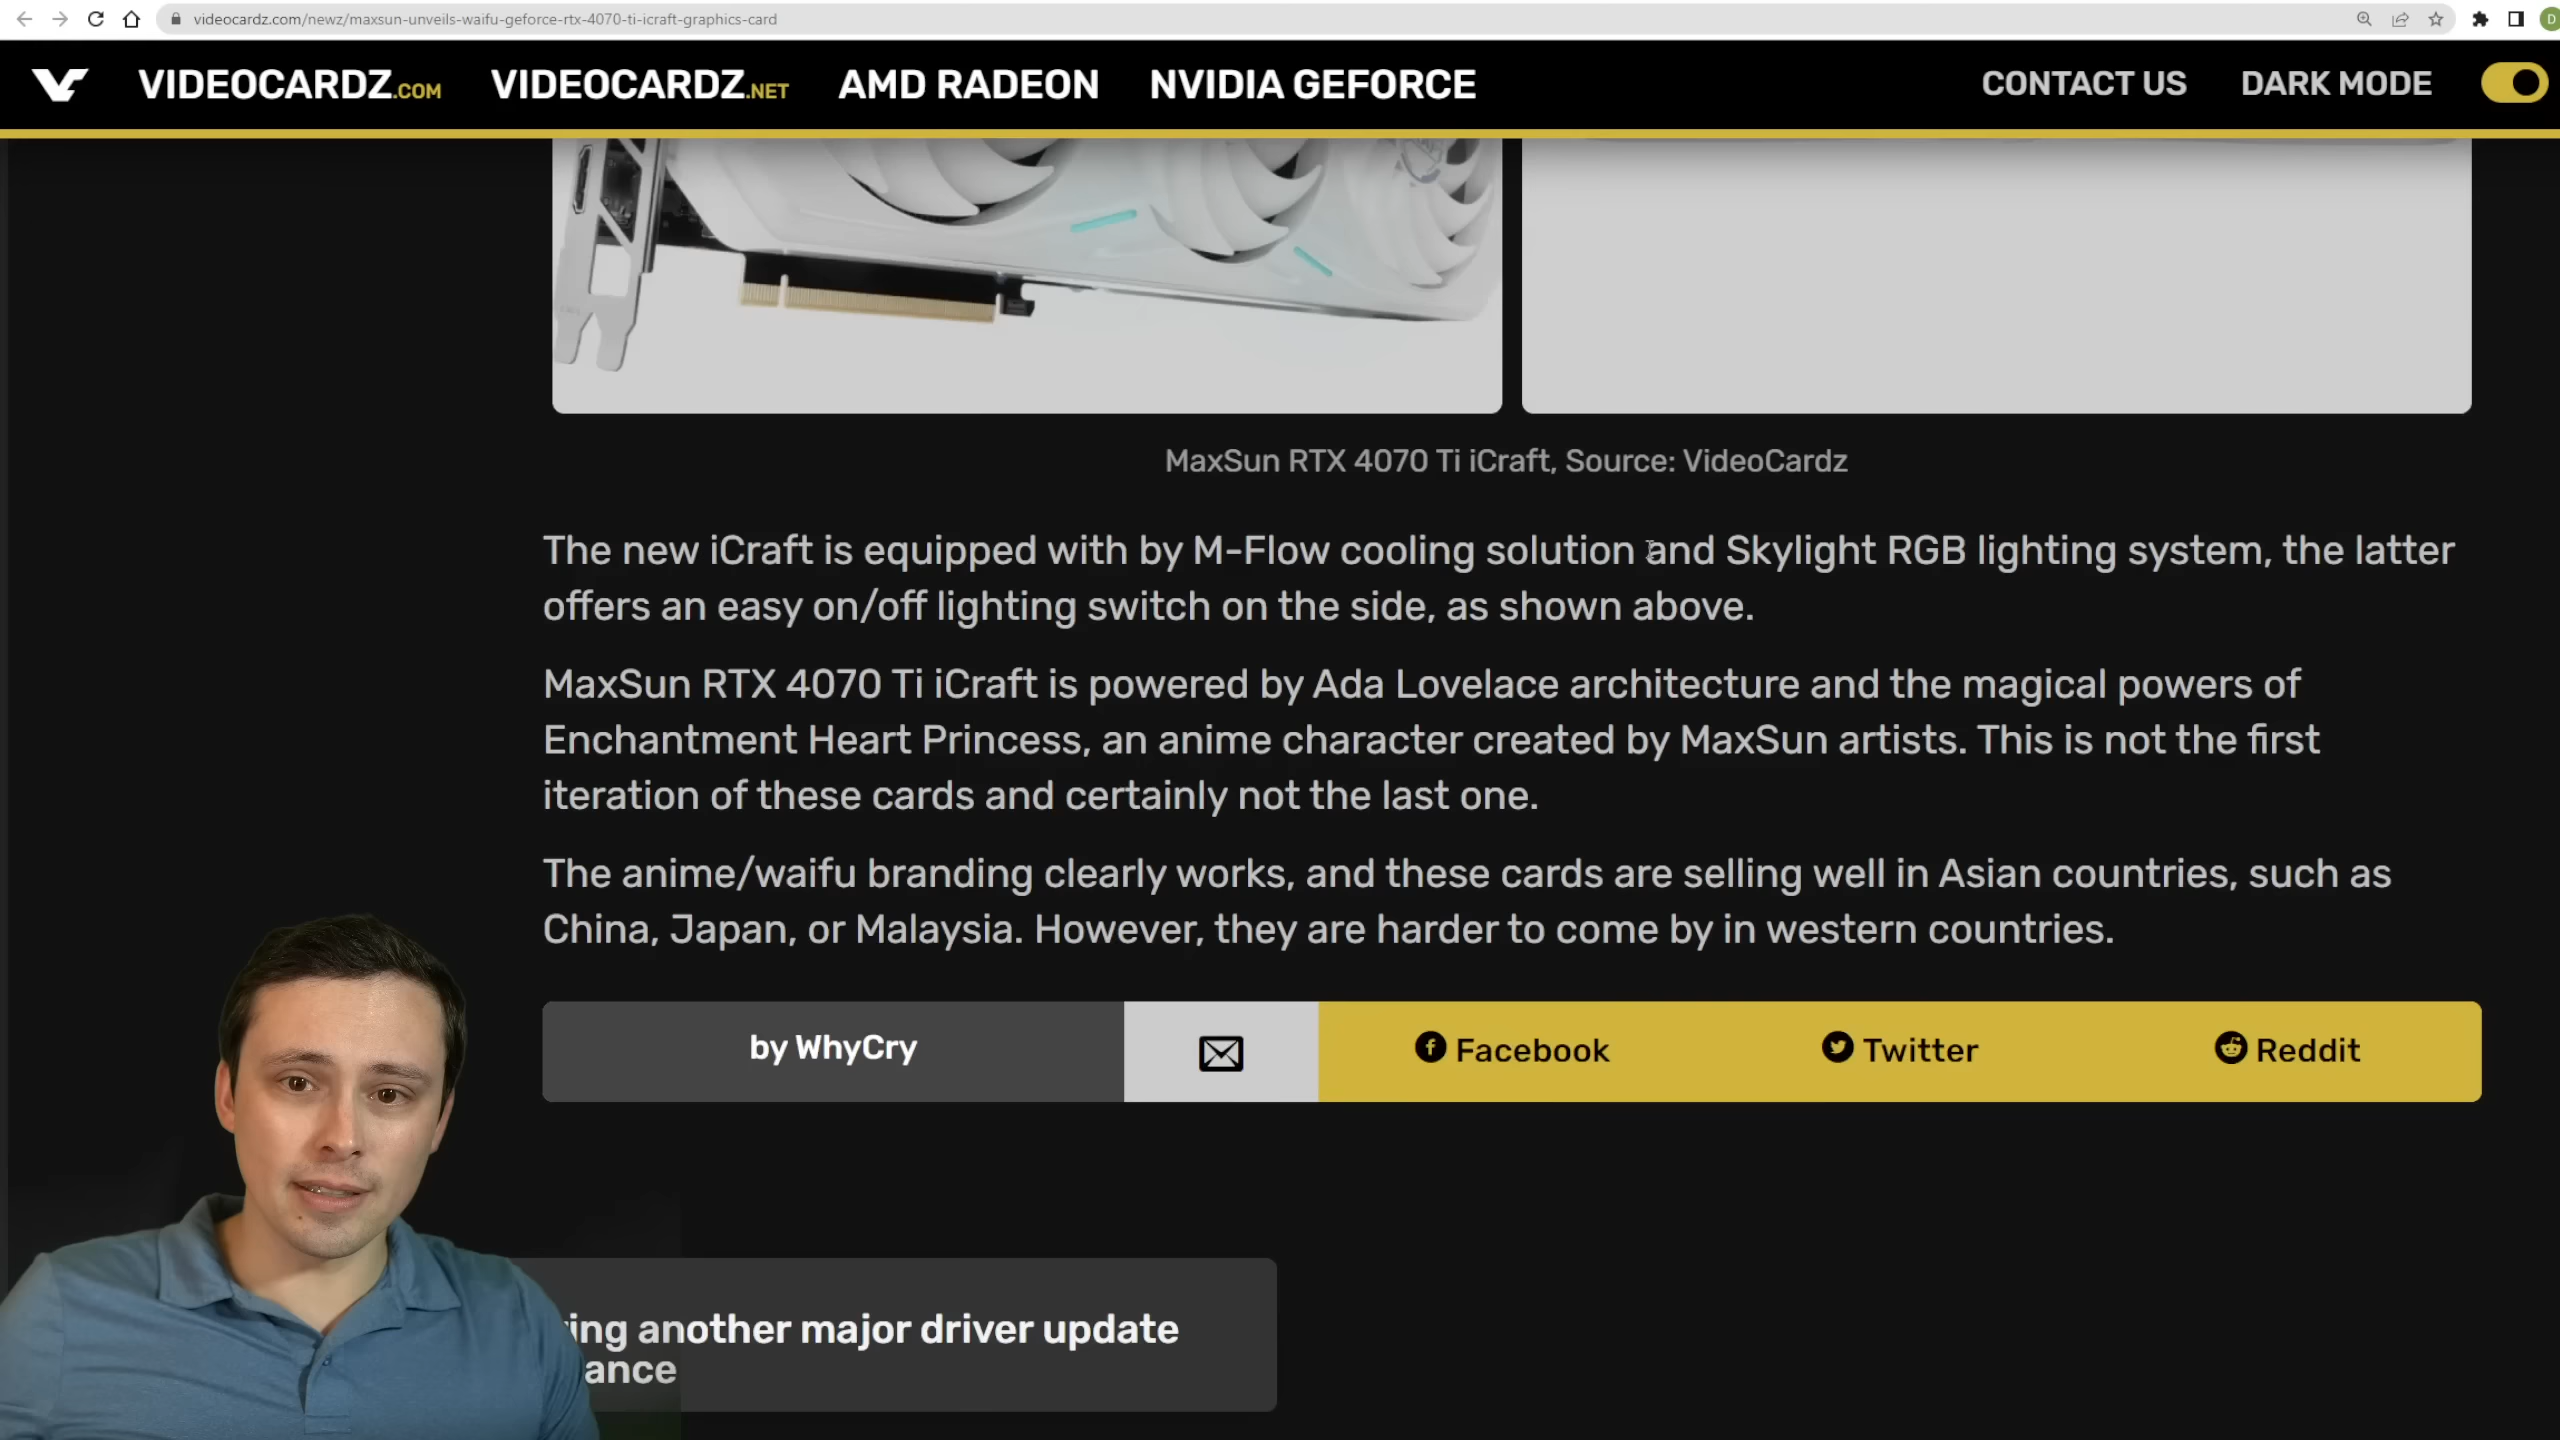 videocardz.com/newz/maxsun-unveils-waifu-geforce-rtx-4070-ti-icraft-graphics-card
D
VIDEOCARDZ.COM VIDEOCARDZ.NET AMD RADEON NVIDIA GEFORCE CONTACT US DARK MODE
MaxSun RTX 4070 Ti iCraft, Source: VideoCardz
The new iCraft is equipped with by M-Flow cooling solution and Skylight RGB lighting system, the latter
offers an easy on/off lighting switch on the side, as shown above.
MaxSun RTX 4070 Ti iCraft is powered by Ada Lovelace architecture and the magical powers of
Enchantment Heart Princess, an anime character created by MaxSun artists. This is not the first
iteration of these cards and certainly not the last one.
The anime/waifu branding clearly works, and these cards are selling well in Asian countries, such as
China, Japan, or Malaysia. However, they are harder to come by in western countries.
by WhyCry Facebook Twitter Reddit
ing another major driver update
ance